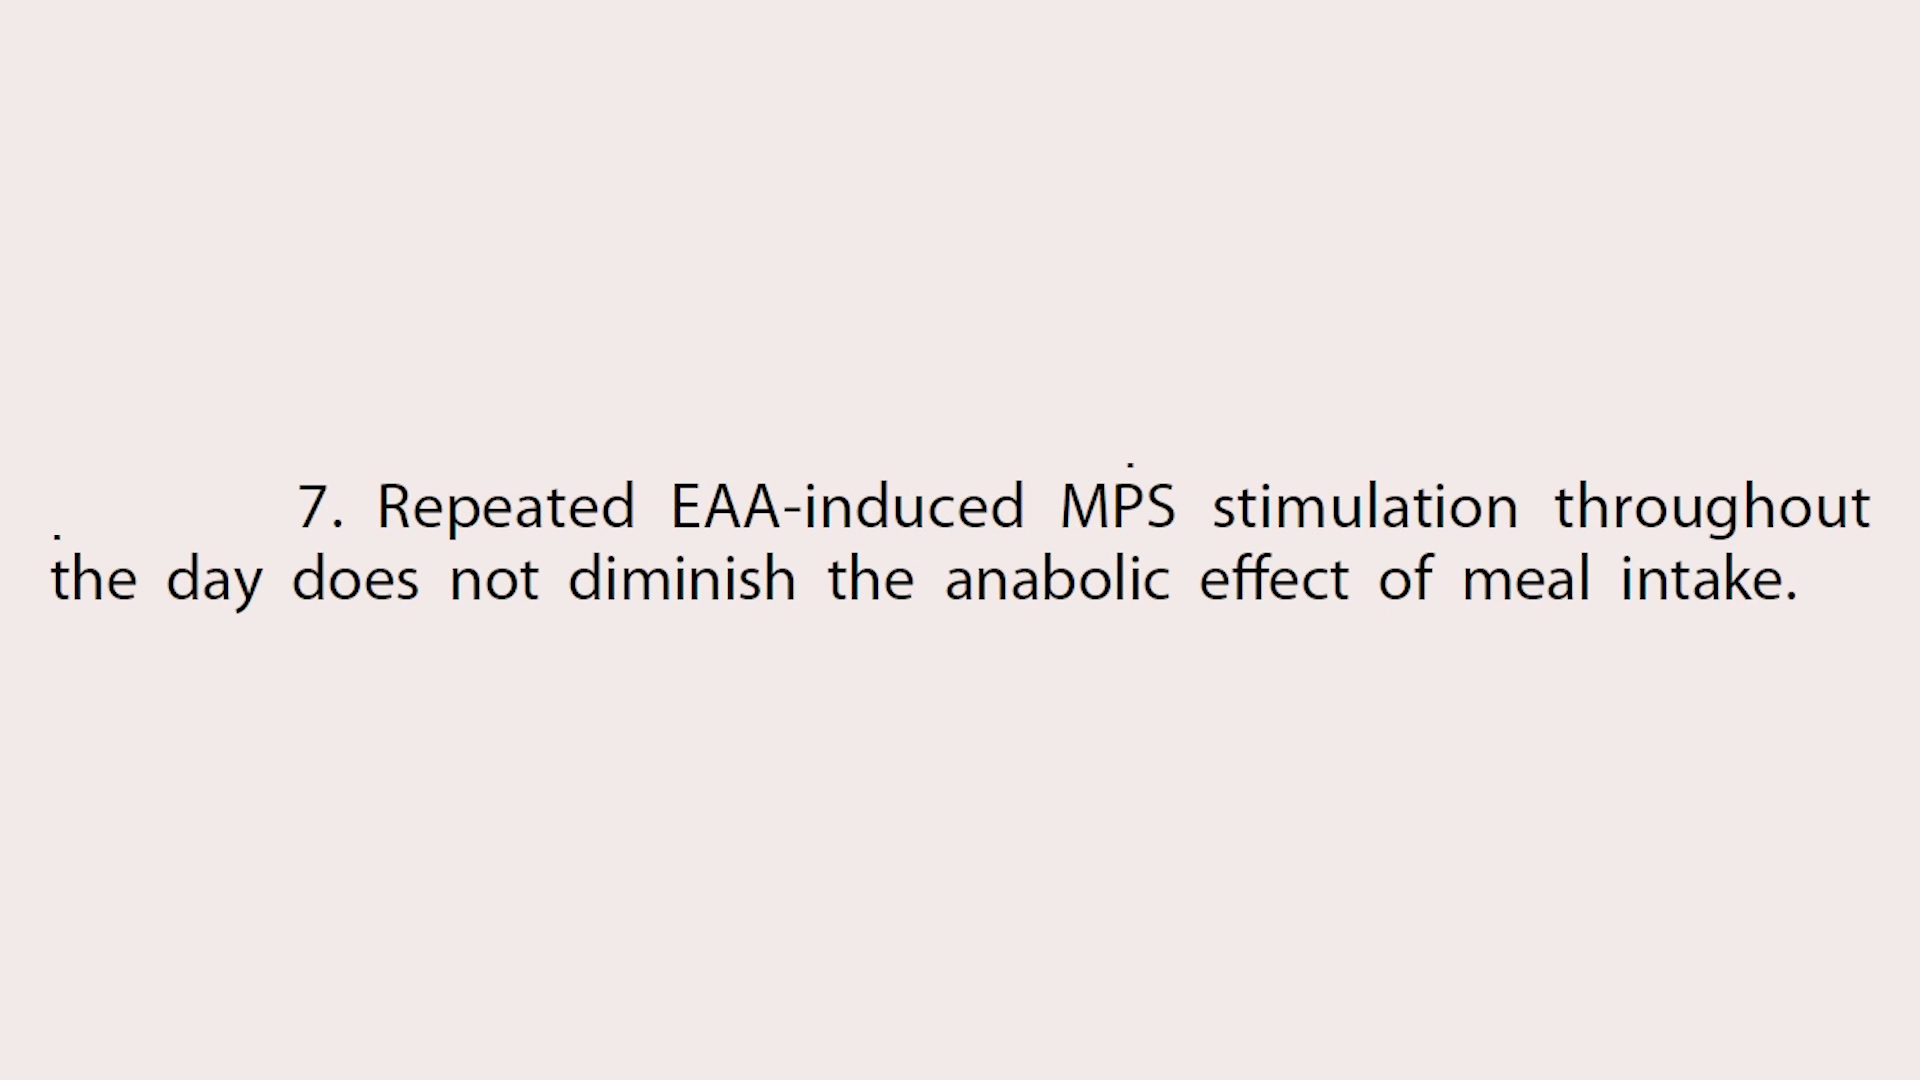 7. Repeated EAA-induced MPS stimulation throughout
the day does not diminish the anabolic effect of meal intake.